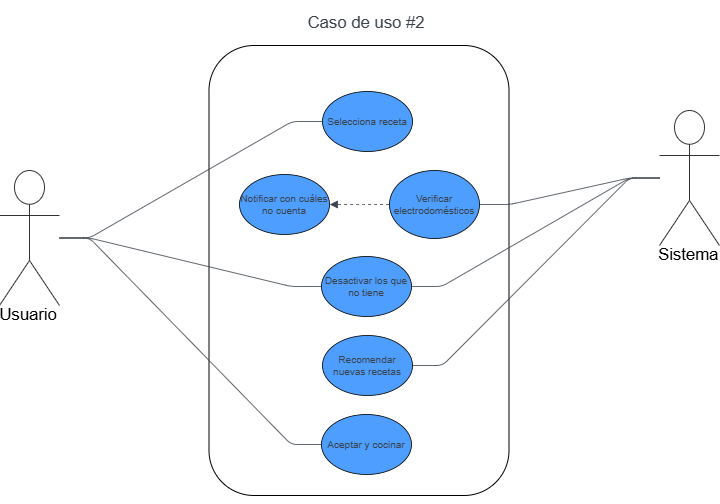 Caso de uso #2
Selecciona receta
Notificar con cuáles
no cuenta
Verificar
electrodomésticos
Usuario
Sistema
Desactivar los que
no tiene
Recomendar
nuevas recetas
Aceptar y cocinar